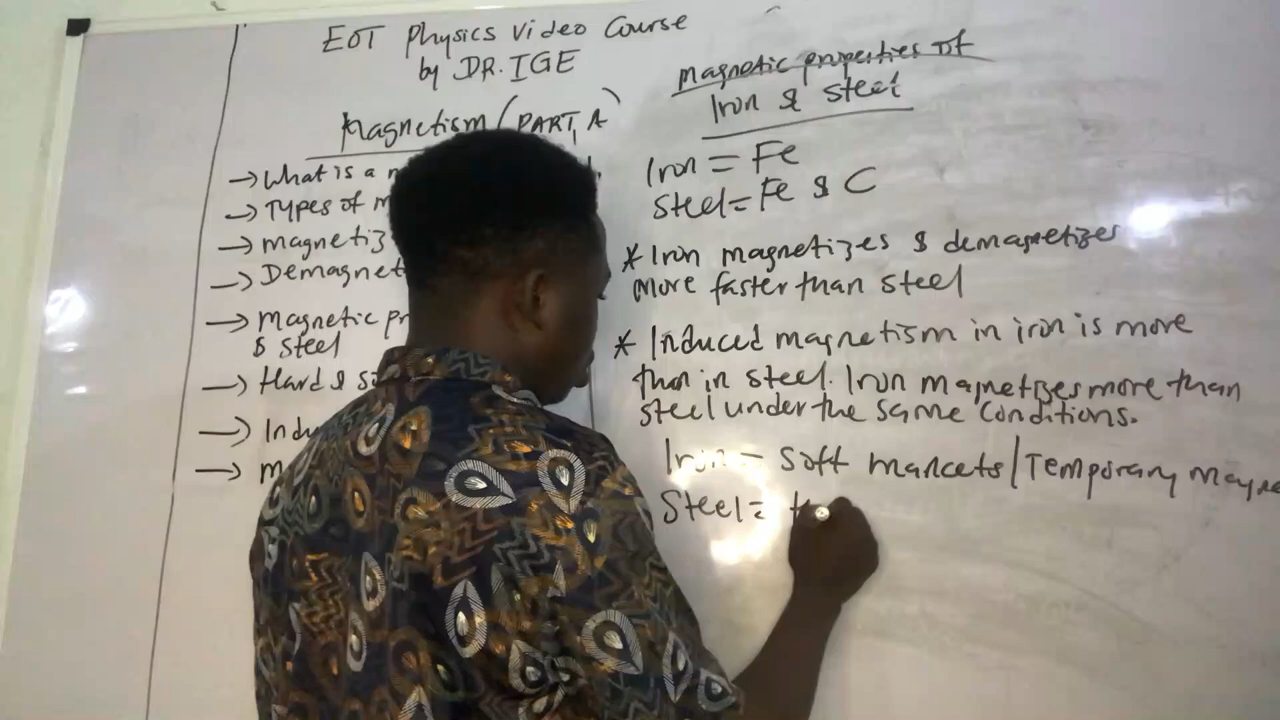 EOT Physics Video Course
by DR. IGE
Magnetism (PART A)
→ What is a
→ Types of
→ magnetiz
→ Demagnet
→ Magnetic pr
& Steel
→ Hard & s
→ Indu
→ m
magnetic properties of
Iron & steel
Iron = Fe
Steel = Fe & C
* Iron magnetizes & demagnetizes
more faster than steel
* Induced magnetism in iron is more
than in steel. Iron magnetizes more than
steel under the same conditions.
Iron – soft mancets / Temporary magne
Steel =